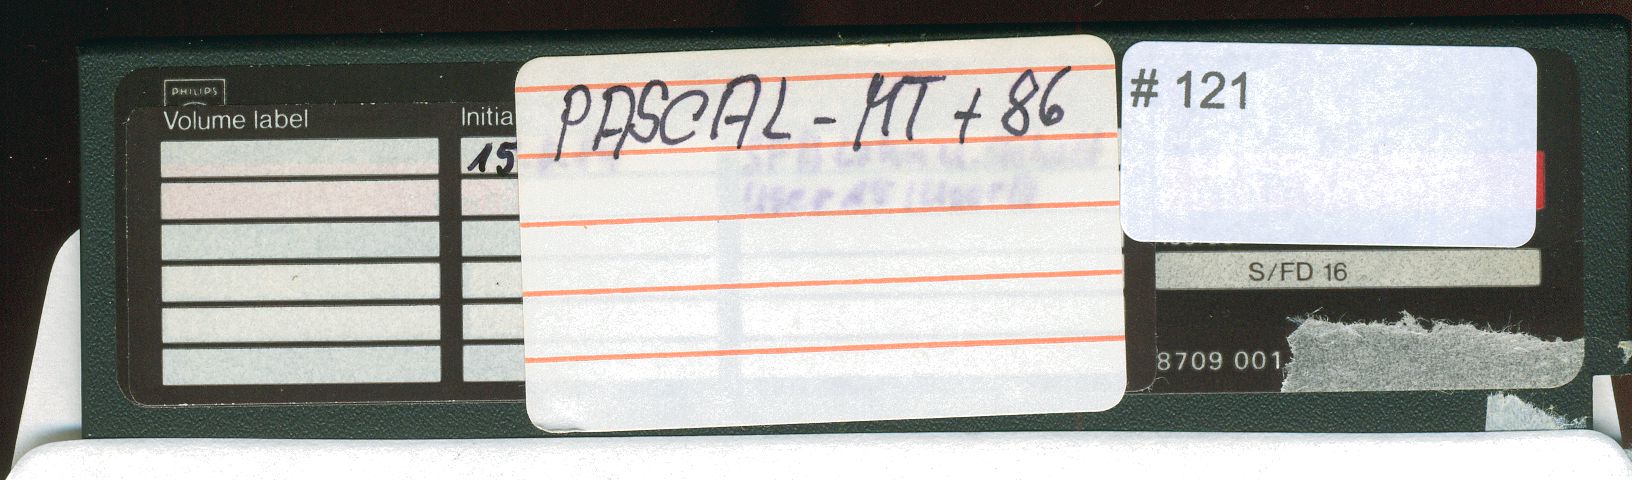 PHILIPS
Volume label
Initia
15
PASCAL - MT + 86
# 121
S/FD 16
8709 001